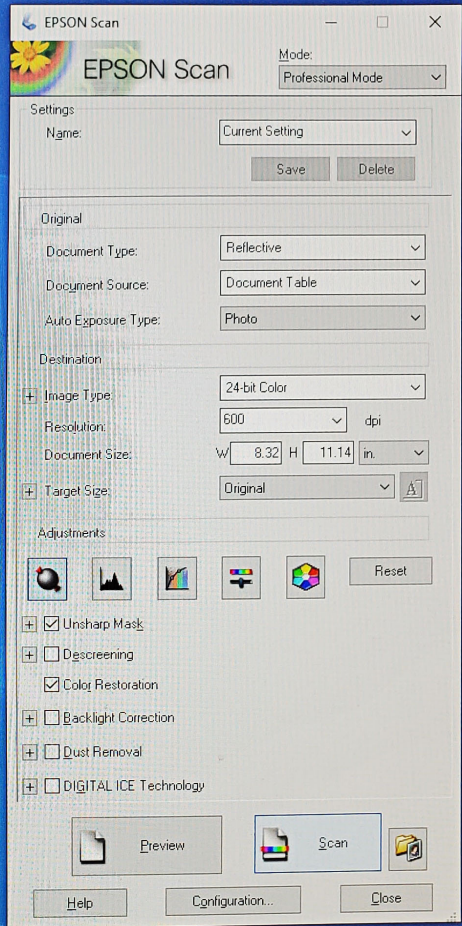 EPSON Scan
EPSON Scan
Mode:
Professional Mode
Settings
Name: Current Setting
Save Delete
Original
Document Type: Reflective
Document Source: Document Table
Auto Exposure Type: Photo
Destination
Image Type: 24-bit Color
Resolution: 600 dpi
Document Size: W 8.32 H 11.14 in.
Target Size: Original A
Adjustments
Reset
Unsharp Mask
Descreening
Color Restoration
Backlight Correction
Dust Removal
DIGITAL ICE Technology
Preview Scan
Help Configuration... Close